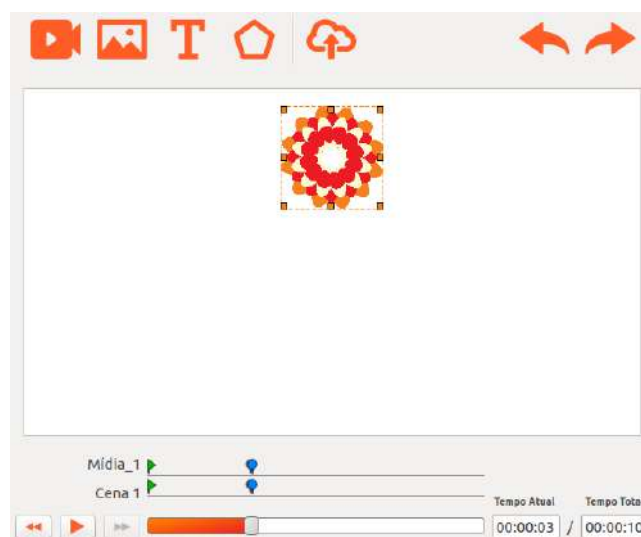 T
Mídia_1
Cena 1
Tempo Atual
Tempo Tota
00:00:03 / 00:00:10